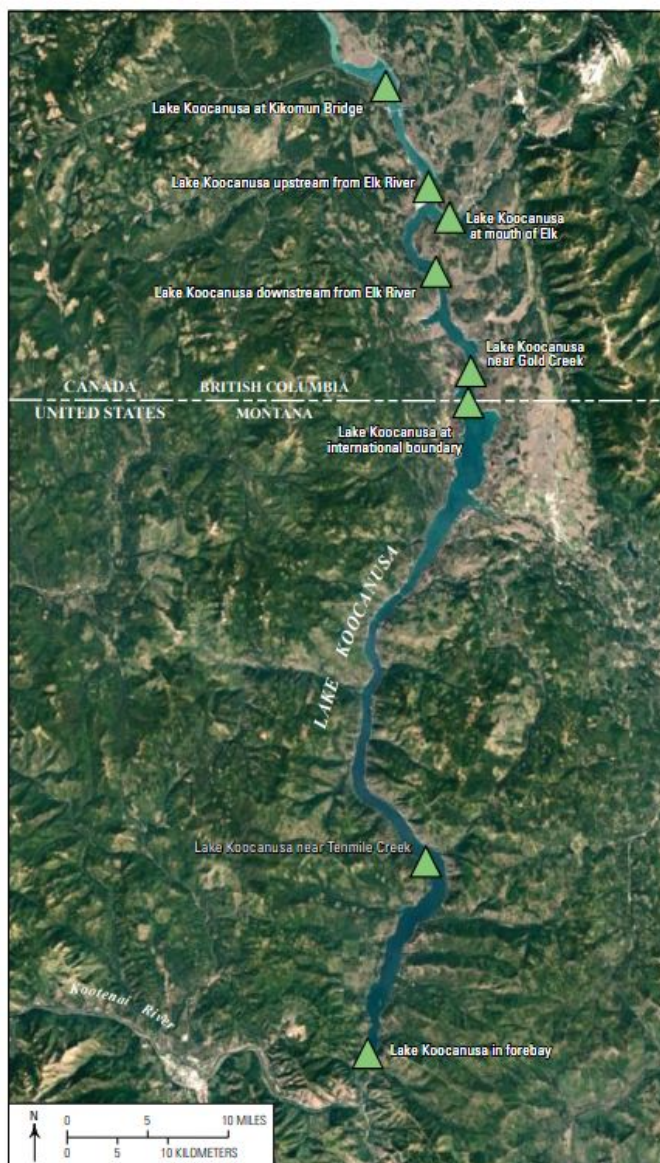 Lake Koocanusa at Kikomun Bridge
Lake Koocanusa upstream from Elk River
Lake Koocanusa
at mouth of Elk
Lake Koocanusa downstream from Elk River
Lake Koocanusa
near Gold Creek
CANADA
BRITISH COLUMBIA
UNITED STATES
MONTANA
Lake Koocanusa at
international boundary
LAKE KOOCANUSA
Lake Koocanusa near Tenmile Creek
Kootenai River
Lake Koocanusa in forebay
N
0 5 10 MILES
0 5 10 KILOMETERS